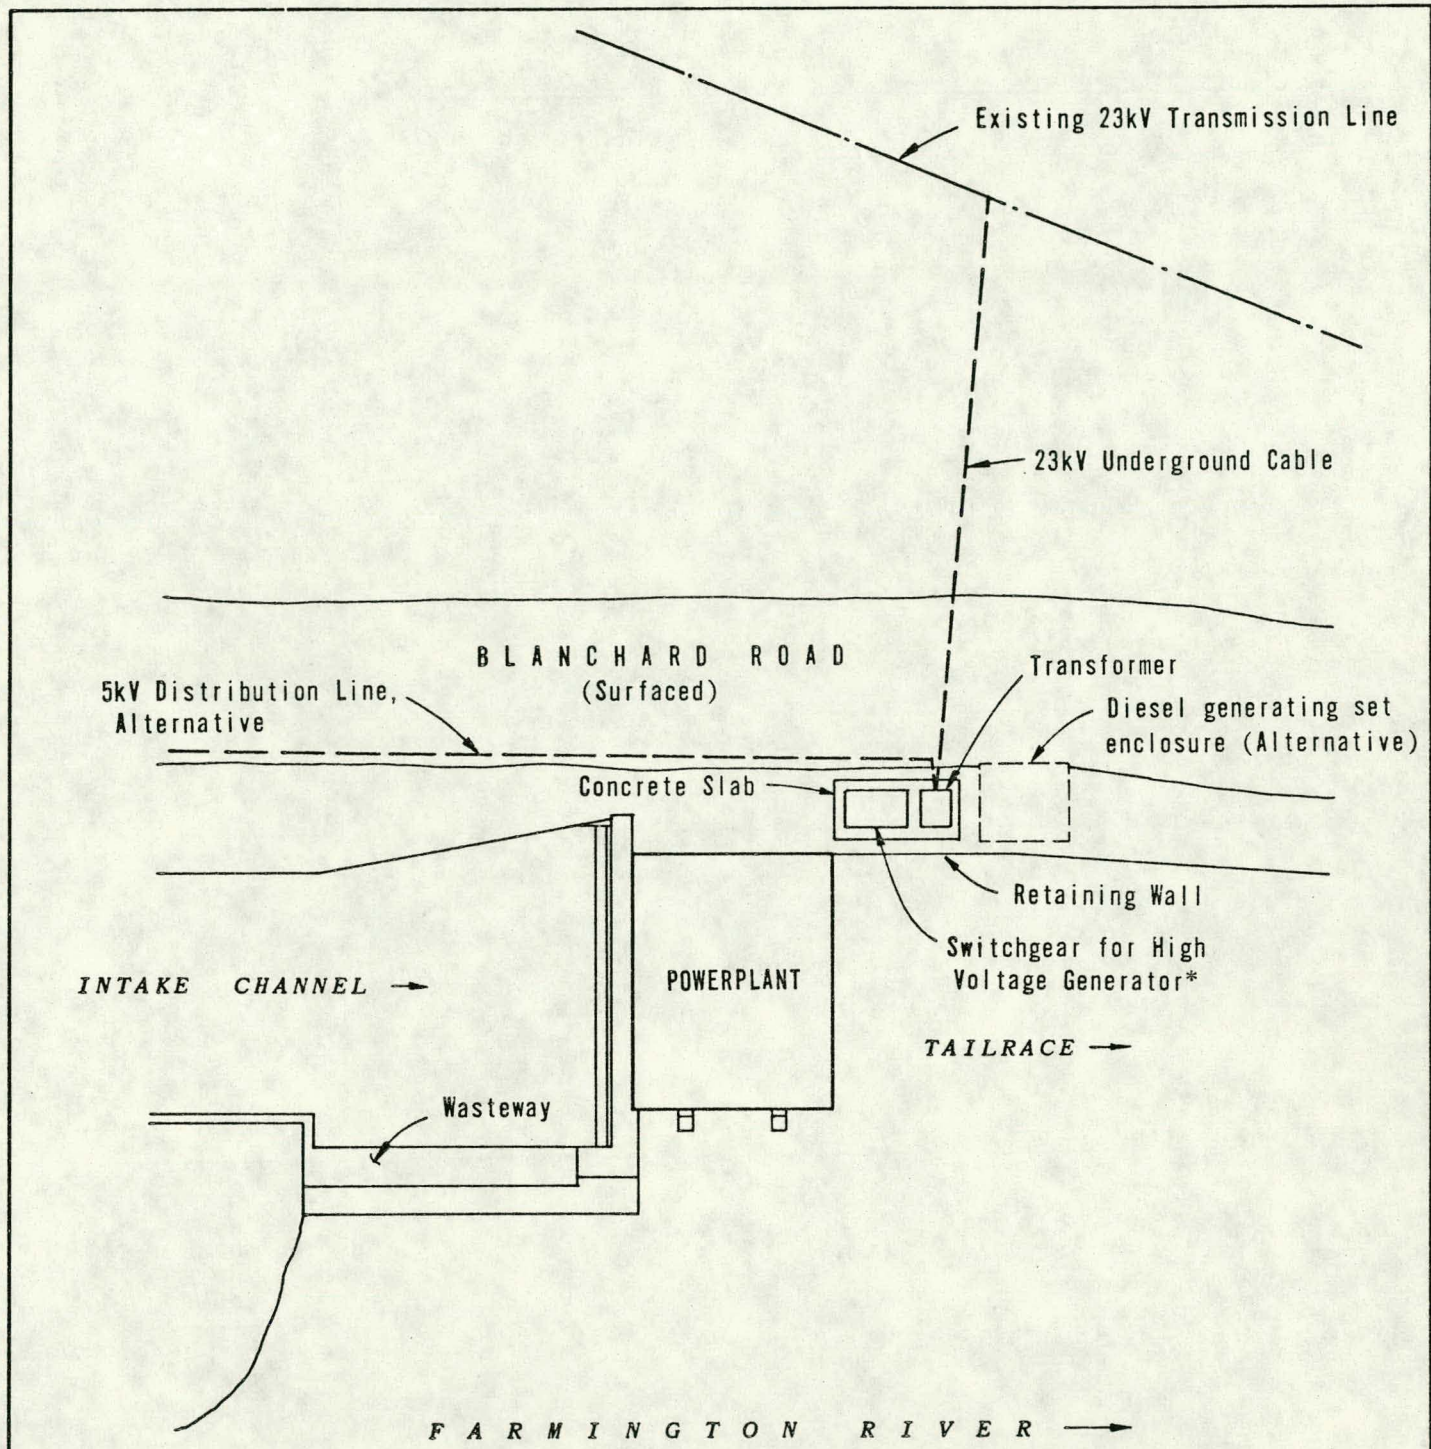 Existing 23kV Transmission Line
23kV Underground Cable
BLANCHARD ROAD
(Surfaced)
Transformer
5kV Distribution Line,
Alternative
Diesel generating set
enclosure (Alternative)
Concrete Slab
Retaining Wall
Switchgear for High
Voltage Generator*
INTAKE CHANNEL
POWERPLANT
TAILRACE
Wasteway
FARMINGTON RIVER